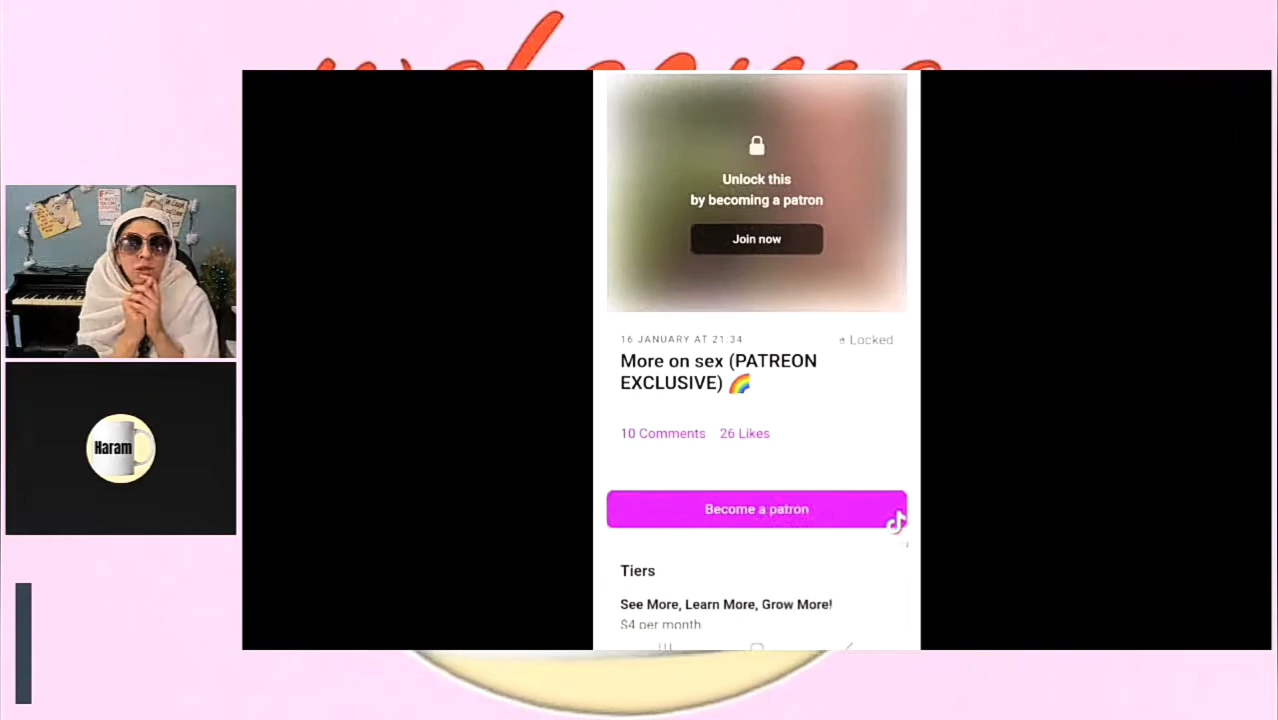 welcome
Unlock this
by becoming a patron
Join now
16 JANUARY AT 21:34
Locked
More on sex (PATREON
EXCLUSIVE) 🌈
10 Comments 26 Likes
Become a patron
Tiers
See More, Learn More, Grow More!
$4 per month
Haram